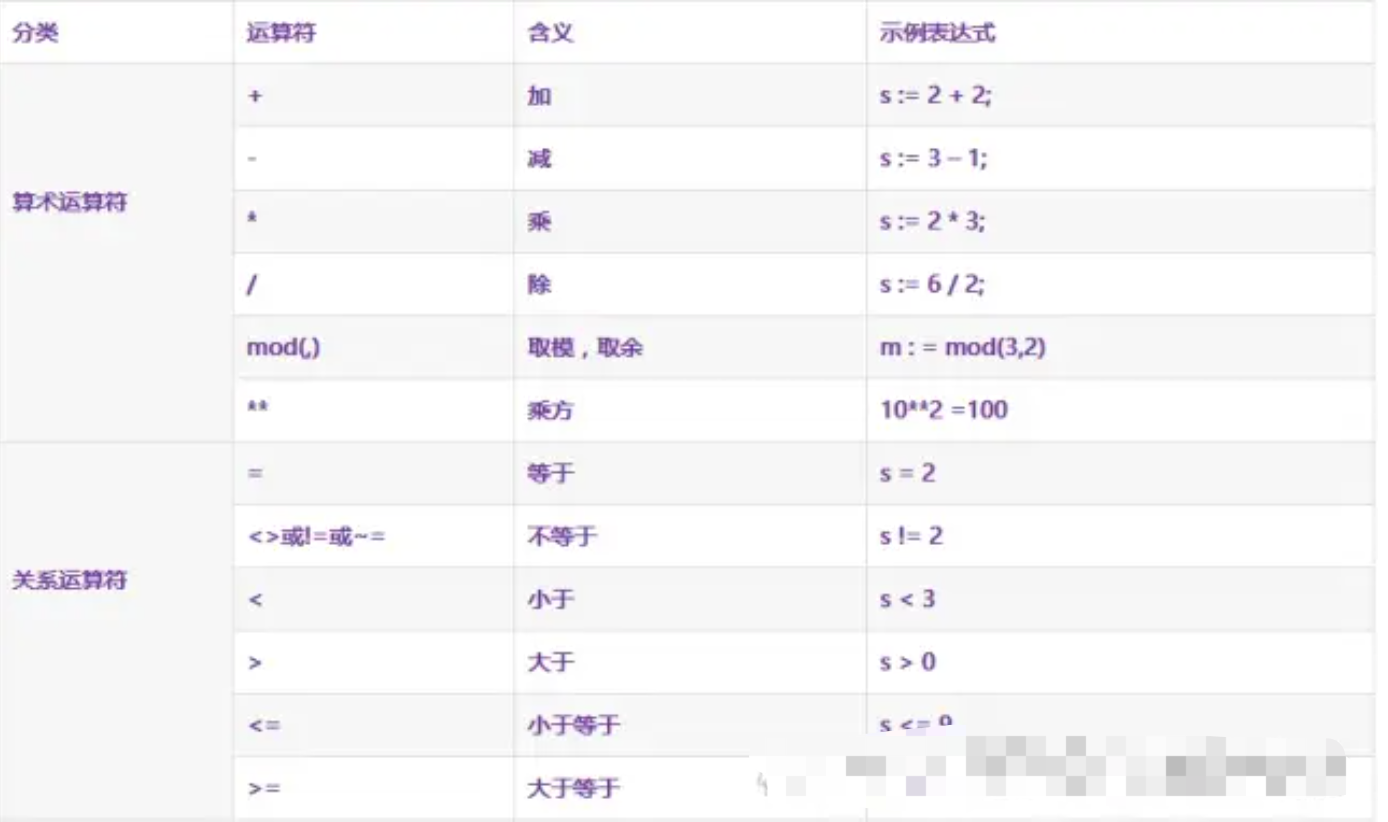 分类 运算符 含义 示例表达式
+ 加 s := 2 + 2;
- 减 s := 3 – 1;
算术运算符
* 乘 s := 2 * 3;
/ 除 s := 6 / 2;
mod(,) 取模，取余 m : = mod(3,2)
** 乘方 10**2 =100
= 等于 s = 2
<>或!=或~= 不等于 s != 2
关系运算符
< 小于 s < 3
> 大于 s > 0
<= 小于等于 s <=
>= 大于等于